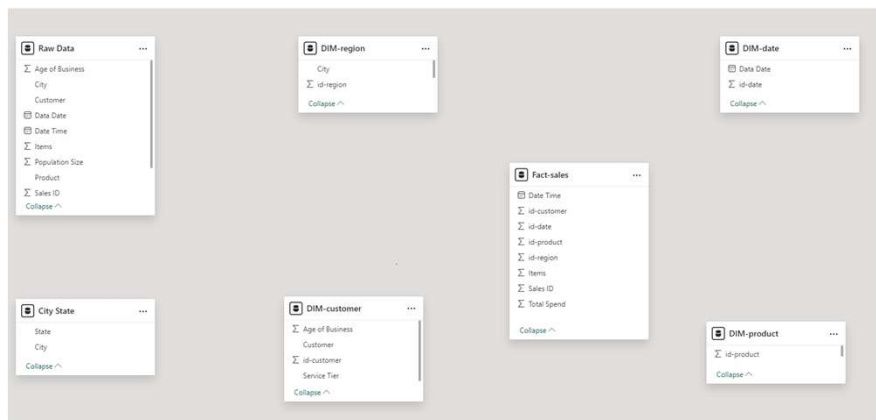 Raw Data
Age of Business
City
Customer
Data Date
Date Time
Items
Population Size
Product
Sales ID
Collapse
DIM-region
City
id-region
Collapse
DIM-date
Data Date
id-date
Collapse
Fact-sales
Date Time
id-customer
id-date
id-product
id-region
Items
Sales ID
Total Spend
Collapse
City State
State
City
Collapse
DIM-customer
Age of Business
Customer
id-customer
Service Tier
Collapse
DIM-product
id-product
Collapse